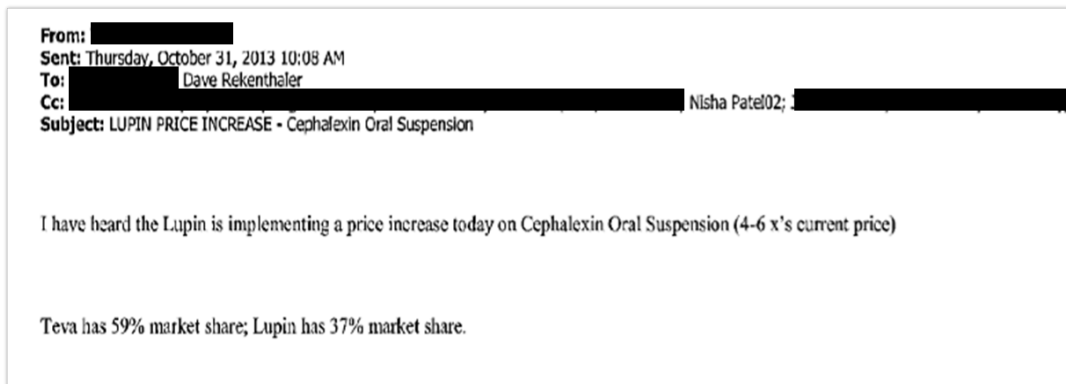 From:
Sent: Thursday, October 31, 2013 10:08 AM
To: Dave Rekenthaler
Cc: Nisha Patel02;
Subject: LUPIN PRICE INCREASE - Cephalexin Oral Suspension
I have heard the Lupin is implementing a price increase today on Cephalexin Oral Suspension (4-6 x's current price)
Teva has 59% market share; Lupin has 37% market share.